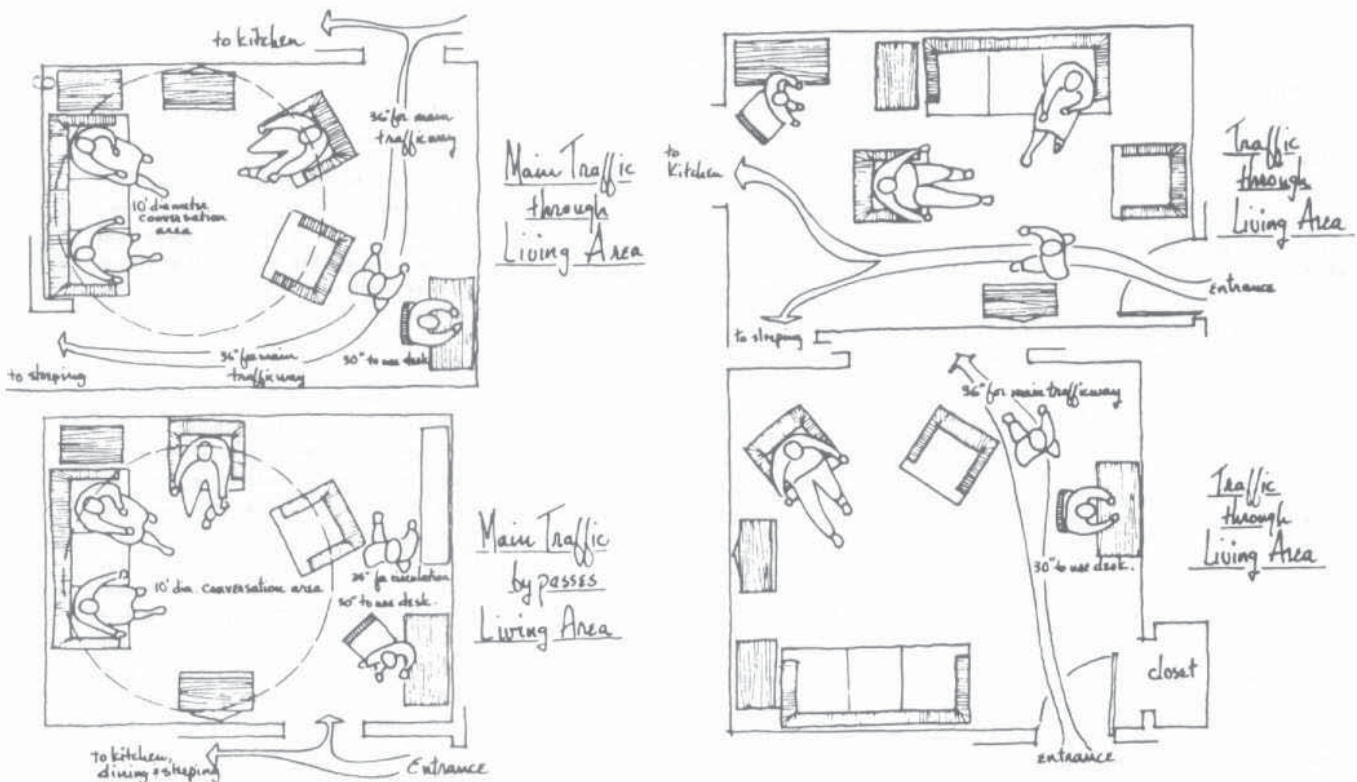 to kitchen
36" for main
trafficway
10' diametre
conversation
area
36" for main
trafficway
30" to use desk
to sleeping
Main Traffic
through
Living Area
to
kitchen
to sleeping
Entrance
Traffic
through
Living Area
10' dia. conversation area
24" for circulation
30" to use desk.
to kitchen,
dining & sleeping
Entrance
Main Traffic
by passes
Living Area
36" for main trafficway
30" to use desk.
closet
entrance
Traffic
through
Living Area